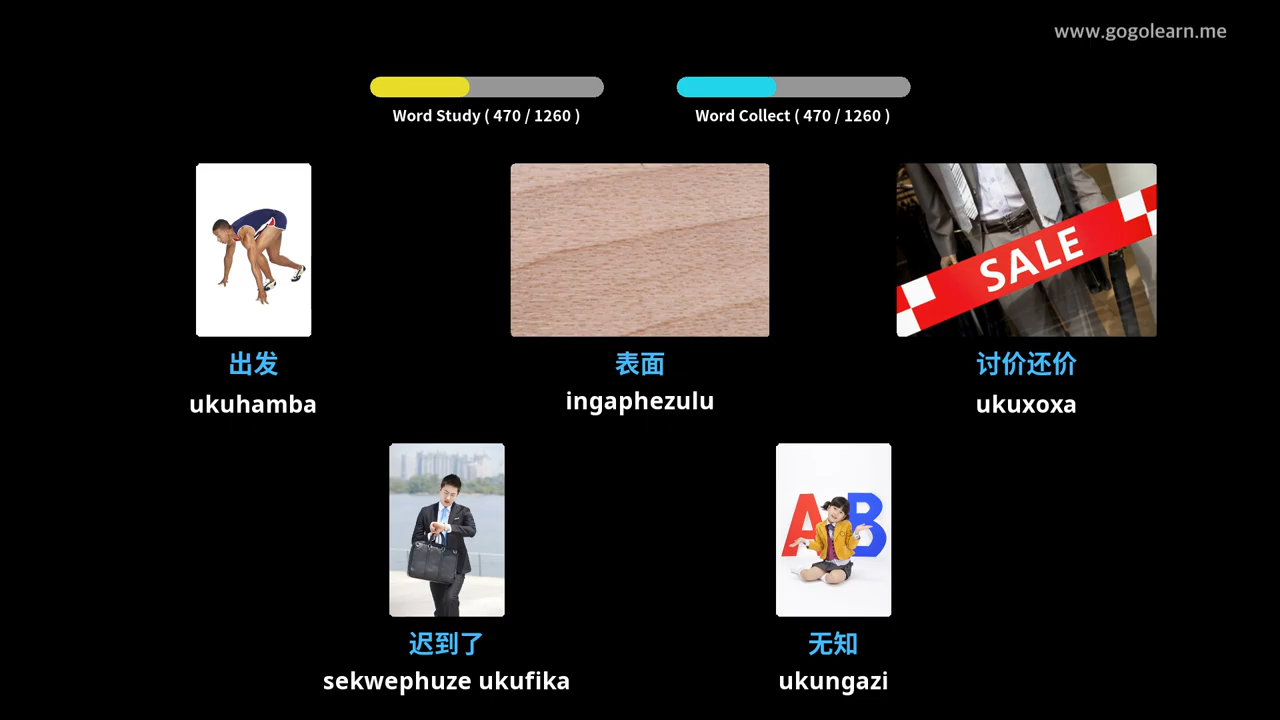 www.gogolearn.me
Word Study ( 470 / 1260 )
Word Collect ( 470 / 1260 )
SALE
出发
表面
讨价还价
ukuhamba
ingaphezulu
ukuxoxa
A B
迟到了
无知
sekwephuze ukufika
ukungazi